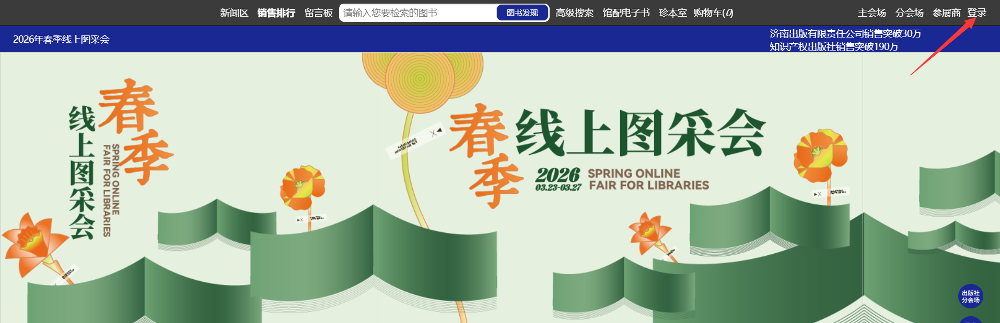 新闻区 销售排行 留言板 请输入您要检索的图书 图书发现 高级搜索 馆配电子书 珍本室 购物车(0) 主会场 分会场 参展商 登录
2026年春季线上图采会
济南出版有限责任公司销售突破30万
知识产权出版社销售突破190万
春季
线上图采会
SPRING ONLINE
FAIR FOR LIBRARIES
春季
线上图采会
2026
03.23-03.27
SPRING ONLINE
FAIR FOR LIBRARIES
出版社
分会场